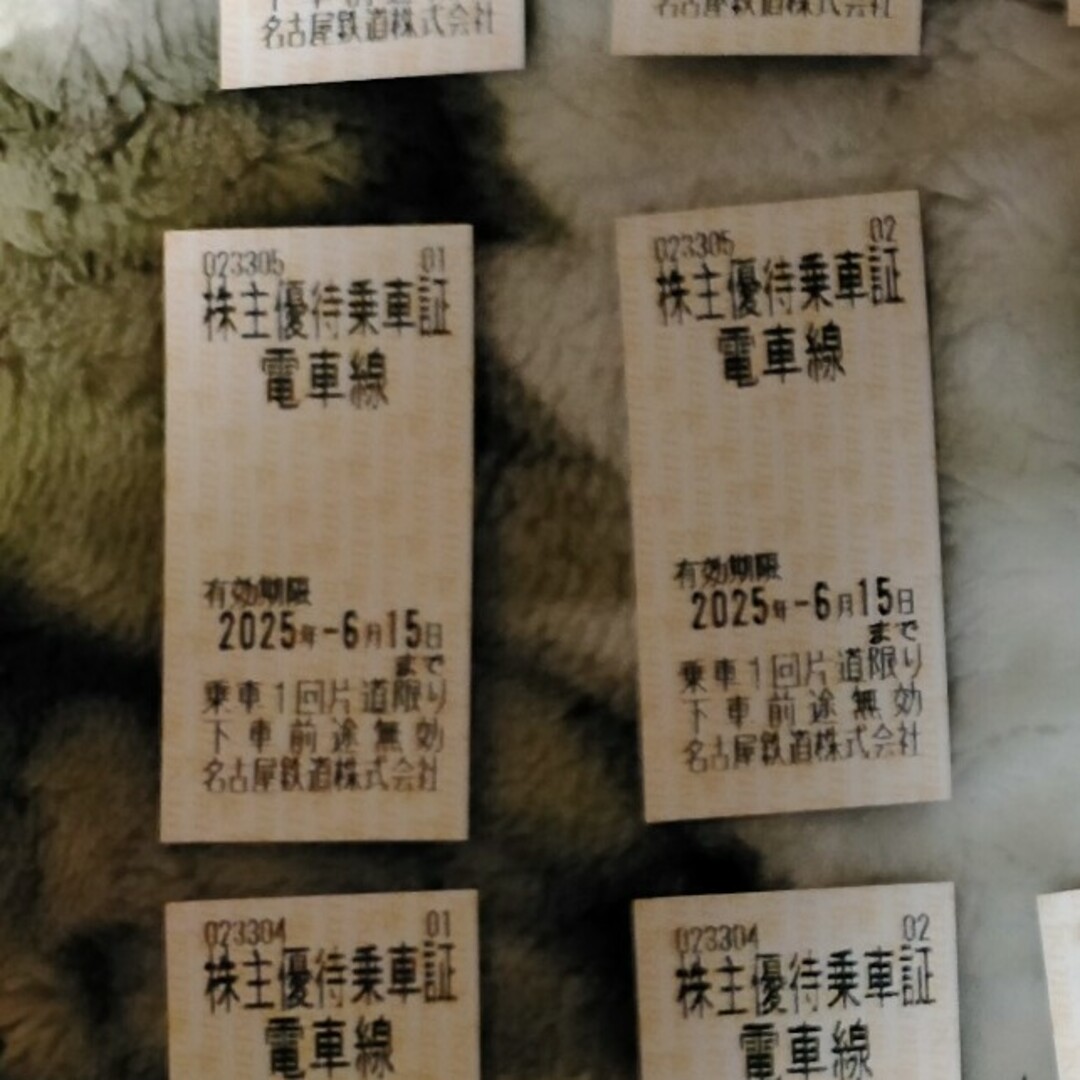 名古屋鉄道株式会社
名古屋鉄道株式会社
023305 01
株主優待乗車証
電車線
有効期限
2025年-6月15日
まで
乗車1回片道限り
下車前途無効
名古屋鉄道株式会社
023305 02
株主優待乗車証
電車線
有効期限
2025年-6月15日
まで
乗車1回片道限り
下車前途無効
名古屋鉄道株式会社
023304 01
株主優待乗車証
電車線
023304 02
株主優待乗車証
電車線